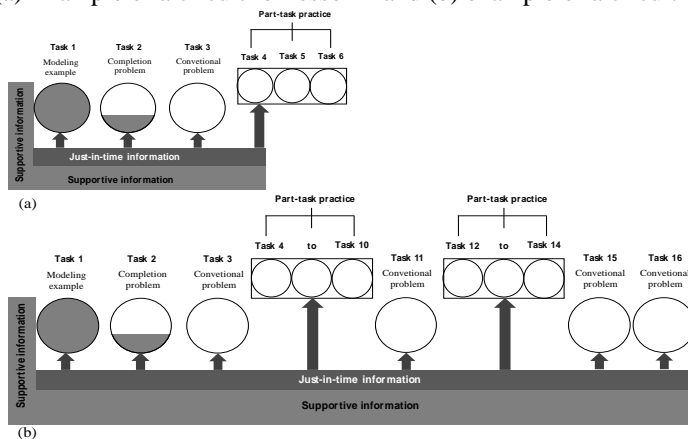 Part-task practice
Task 1 Task 2 Task 3 Task 4 Task 5 Task 6
Modeling example
Completion problem
Convetional problem
Supportive information
Just-in-time information
Supportive information
(a)
Part-task practice Part-task practice
Task 1 Task 2 Task 3 Task 4 to Task 10 Task 11 Task 12 to Task 14 Task 15 Task 16
Modeling example
Completion problem
Convetional problem
Convetional problem
Convetional problem
Convetional problem
Supportive information
Just-in-time information
Supportive information
(b)